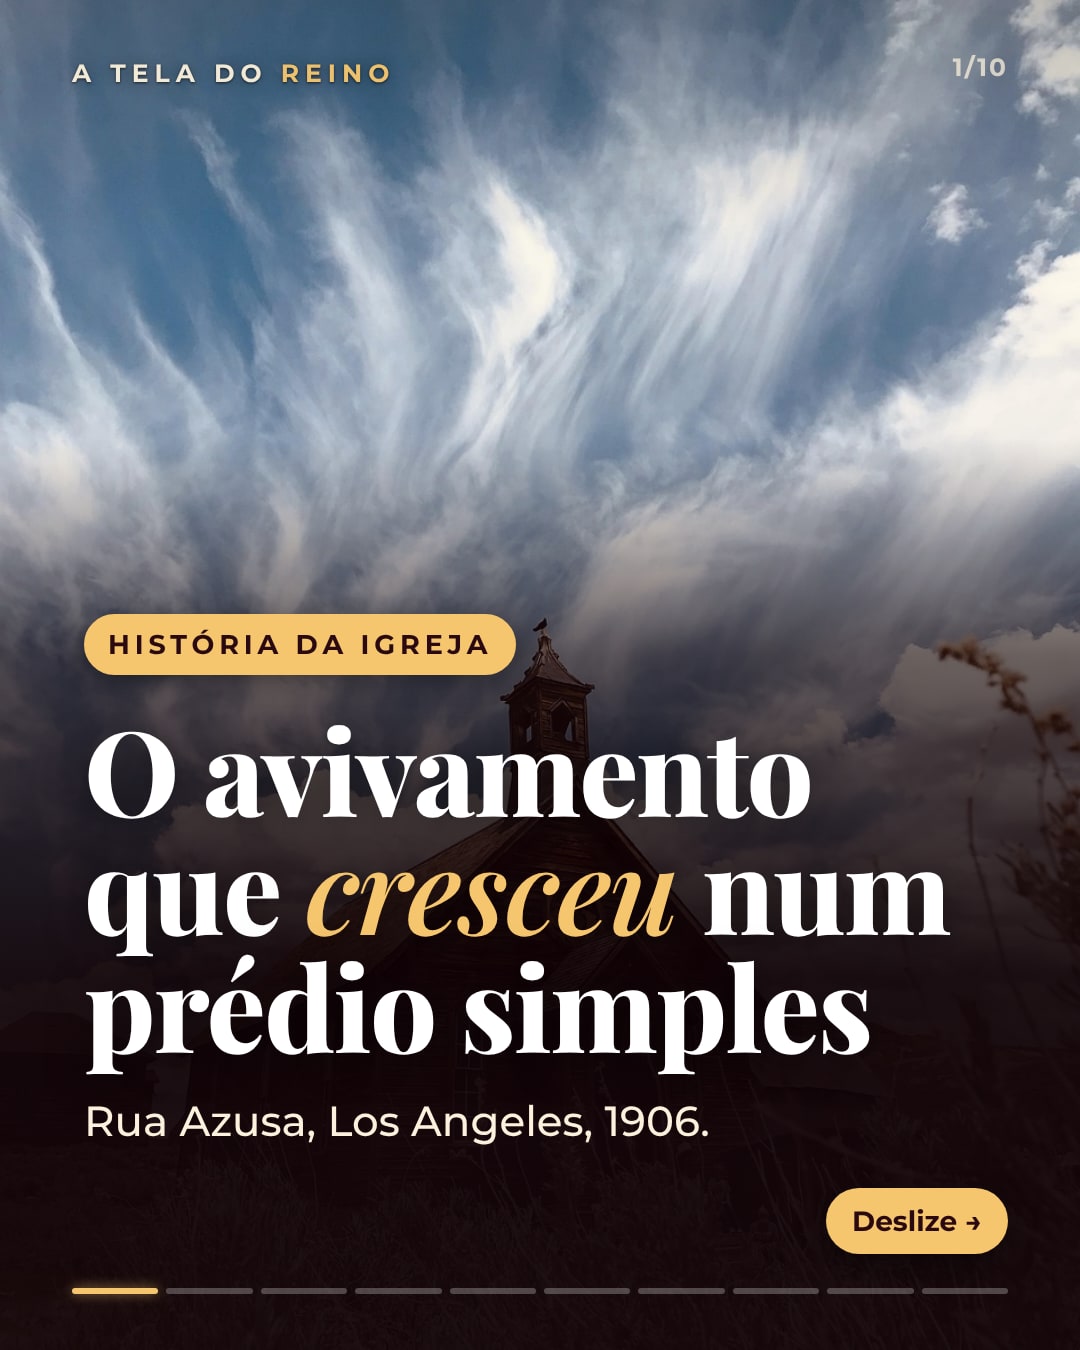 A TELA DO REINO
1/10
HISTÓRIA DA IGREJA
O avivamento
que cresceu num
prédio simples
Rua Azusa, Los Angeles, 1906.
Deslize →